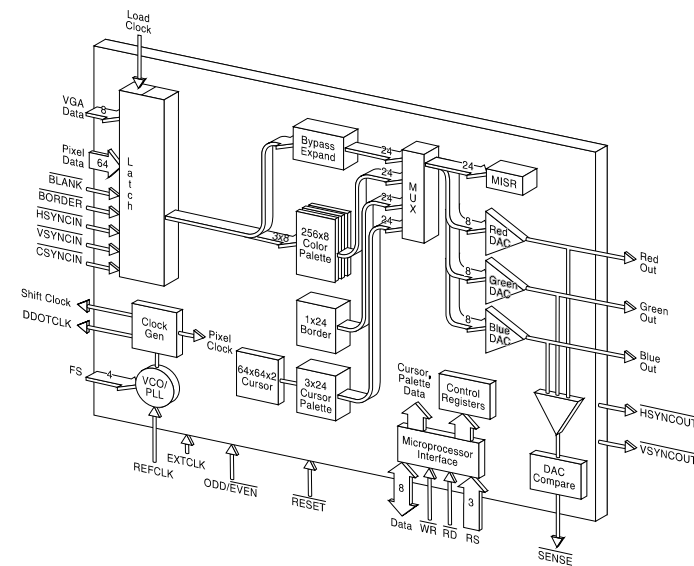 Load
Clock
VGA
Data
8
Pixel
Data
64
BLANK
BORDER
HSYNCIN
VSYNCIN
CSYNCIN
L
a
t
c
h
Bypass
Expand
24
24
24
24
M
U
X
24
MISR
3x8
256x8
Color
Palette
8
Red
DAC
8
Green
DAC
8
Blue
DAC
Red
Out
Green
Out
Blue
Out
Shift Clock
DDOTCLK
Clock
Gen
Pixel
Clock
1x24
Border
FS
4
VCO/
PLL
64x64x2
Cursor
3x24
Cursor
Palette
Cursor,
Palette
Data
Control
Registers
Microprocessor
Interface
HSYNCOUT
VSYNCOUT
DAC
Compare
REFCLK
EXTCLK
ODD/EVEN
RESET
8
3
Data
WR
RD
RS
SENSE